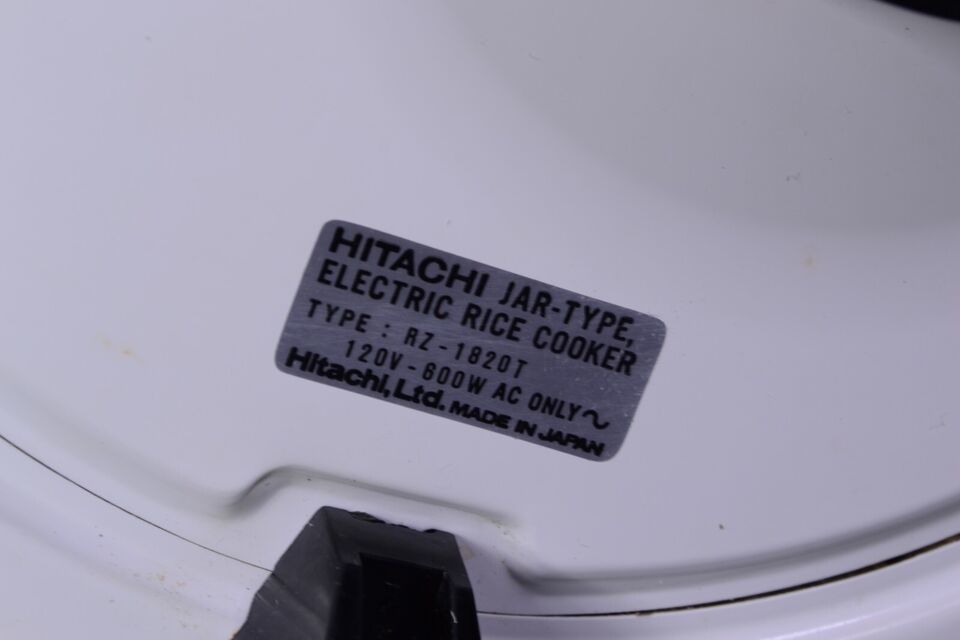 HITACHI JAR-TYPE,
ELECTRIC RICE COOKER
TYPE : RZ-1820T
120V-600W AC ONLY~
Hitachi, Ltd. MADE IN JAPAN